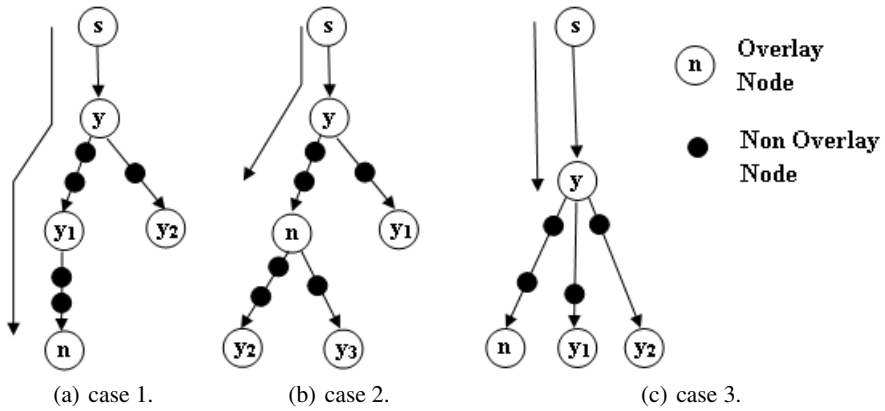 s
y
y1
y2
n
(a) case 1.
s
y
n
y1
y2
y3
(b) case 2.
s
y
n
y1
y2
(c) case 3.
n
Overlay
Node
Non Overlay
Node